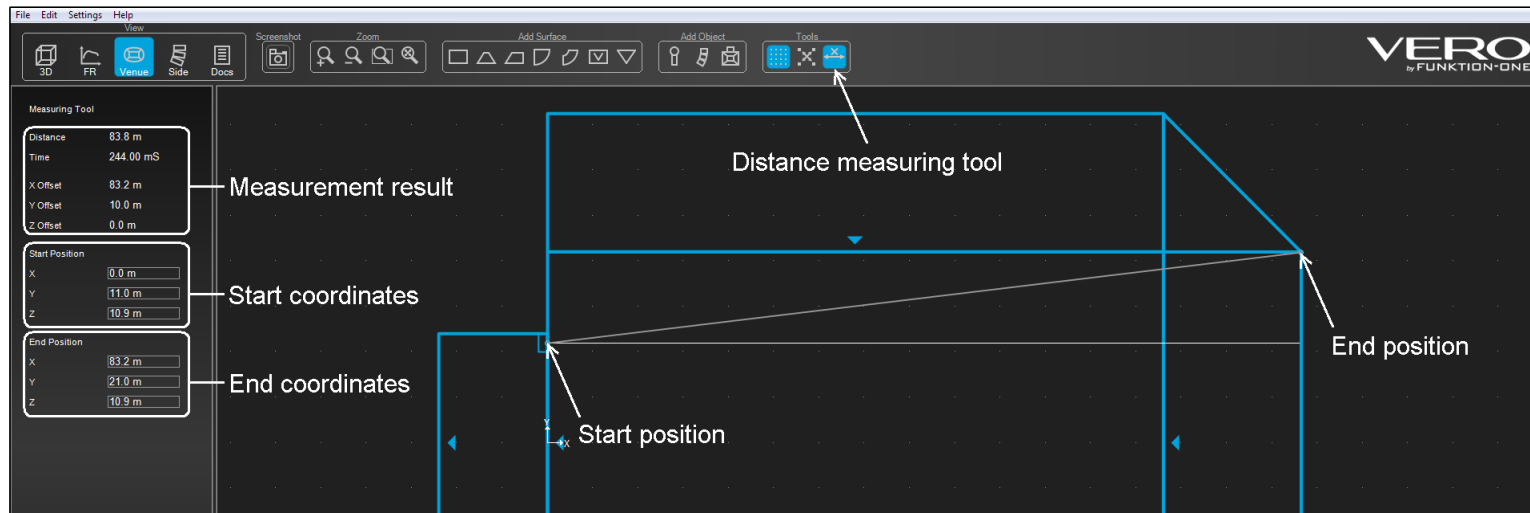 File Edit Settings Help
View Screenshot Zoom Add Surface Add Object Tools
3D FR Venue Side Docs
VERO
by FUNKTION-ONE
Measuring Tool
Distance 83.8 m
Time 244.00 mS
X Offset 83.2 m
Y Offset 10.0 m
Z Offset 0.0 m
Measurement result
Distance measuring tool
Start Position
X 0.0 m
Y 11.0 m
Z 10.9 m
Start coordinates
End Position
X 83.2 m
Y 21.0 m
Z 10.9 m
End coordinates
End position
Start position
Y
X